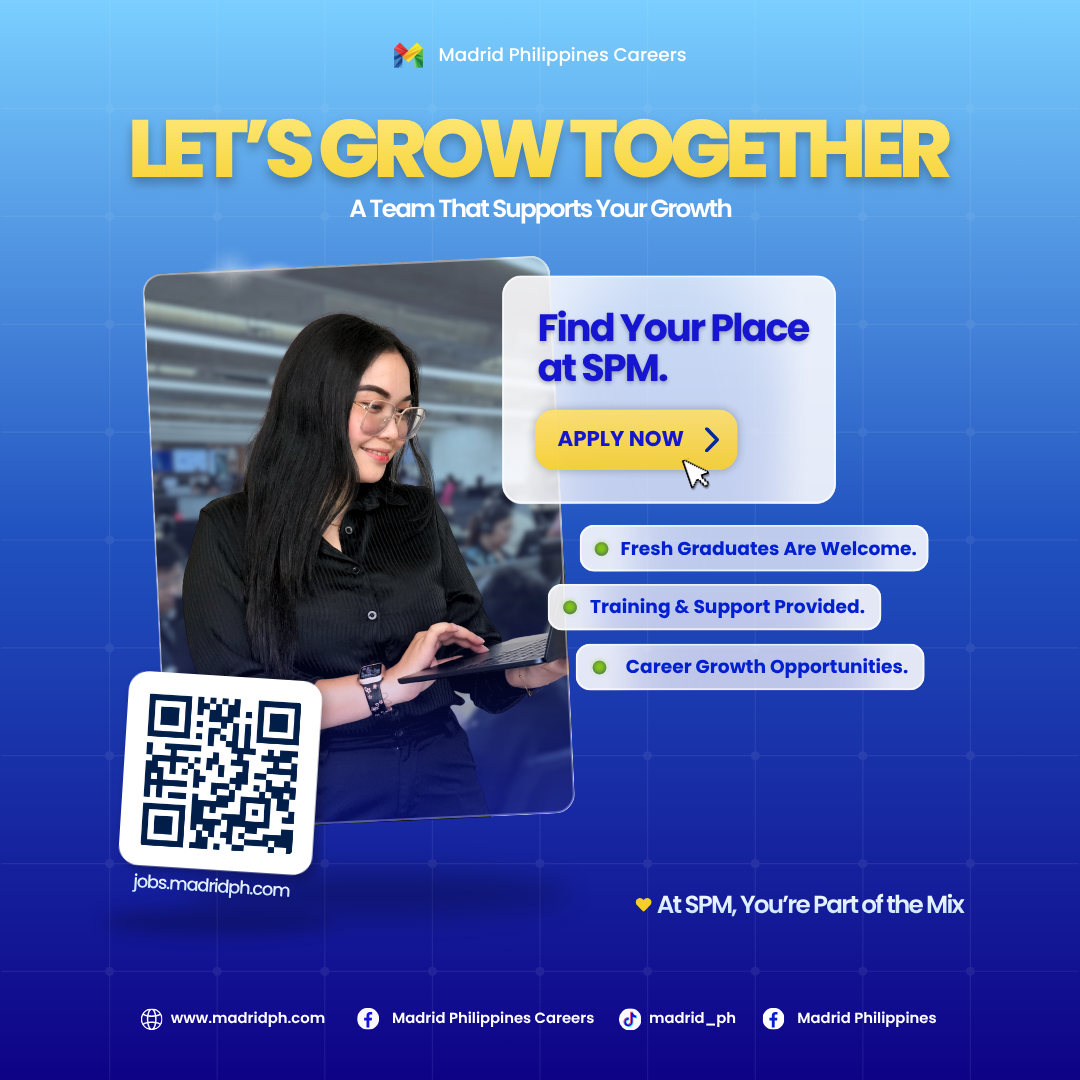 Madrid Philippines Careers
LET’S GROW TOGETHER
A Team That Supports Your Growth
Find Your Place
at SPM.
APPLY NOW
Fresh Graduates Are Welcome.
Training & Support Provided.
Career Growth Opportunities.
jobs.madridph.com
At SPM, You’re Part of the Mix
www.madridph.com
Madrid Philippines Careers
madrid_ph
Madrid Philippines